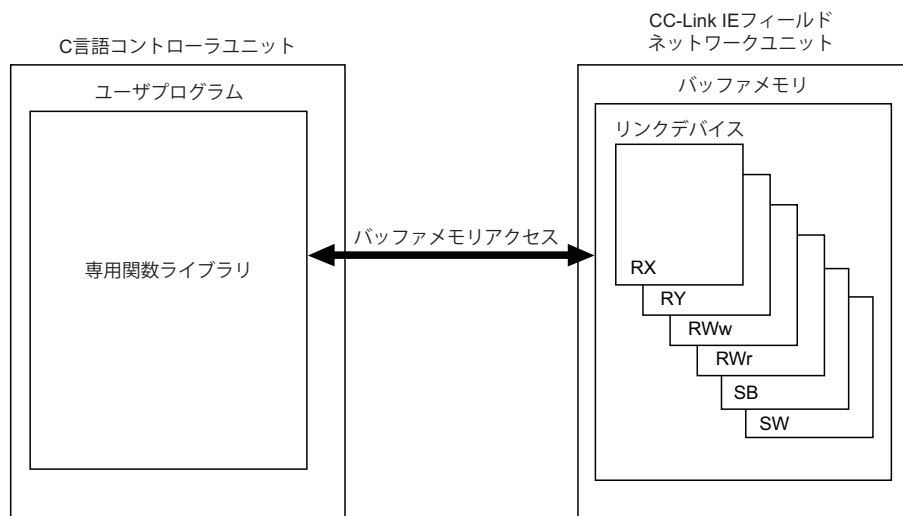 C言語コントローラユニット
ユーザプログラム
専用関数ライブラリ
バッファメモリアクセス
CC-Link IEフィールド
ネットワークユニット
バッファメモリ
リンクデバイス
RX
RY
RWw
RWr
SB
SW